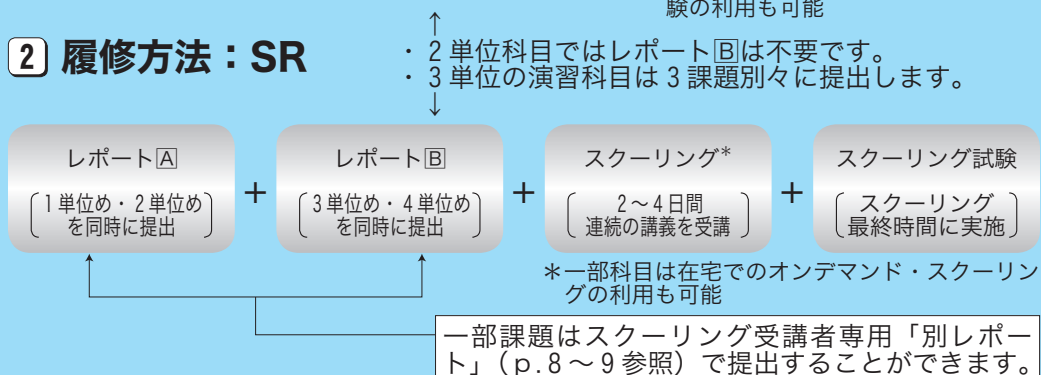 験の利用も可能
↑
2 履修方法：SR
・2単位科目ではレポートBは不要です。
・3単位の演習科目は3課題別々に提出します。
↓
レポートA
（1単位め・2単位め
を同時に提出）
+
レポートB
（3単位め・4単位め
を同時に提出）
+
スクーリング*
（2～4日間
連続の講義を受講）
+
スクーリング試験
（スクーリング
最終時間に実施）
＊一部科目は在宅でのオンデマンド・スクーリン
グの利用も可能
一部課題はスクーリング受講者専用「別レポー
ト」（p.8～9参照）で提出することができます。